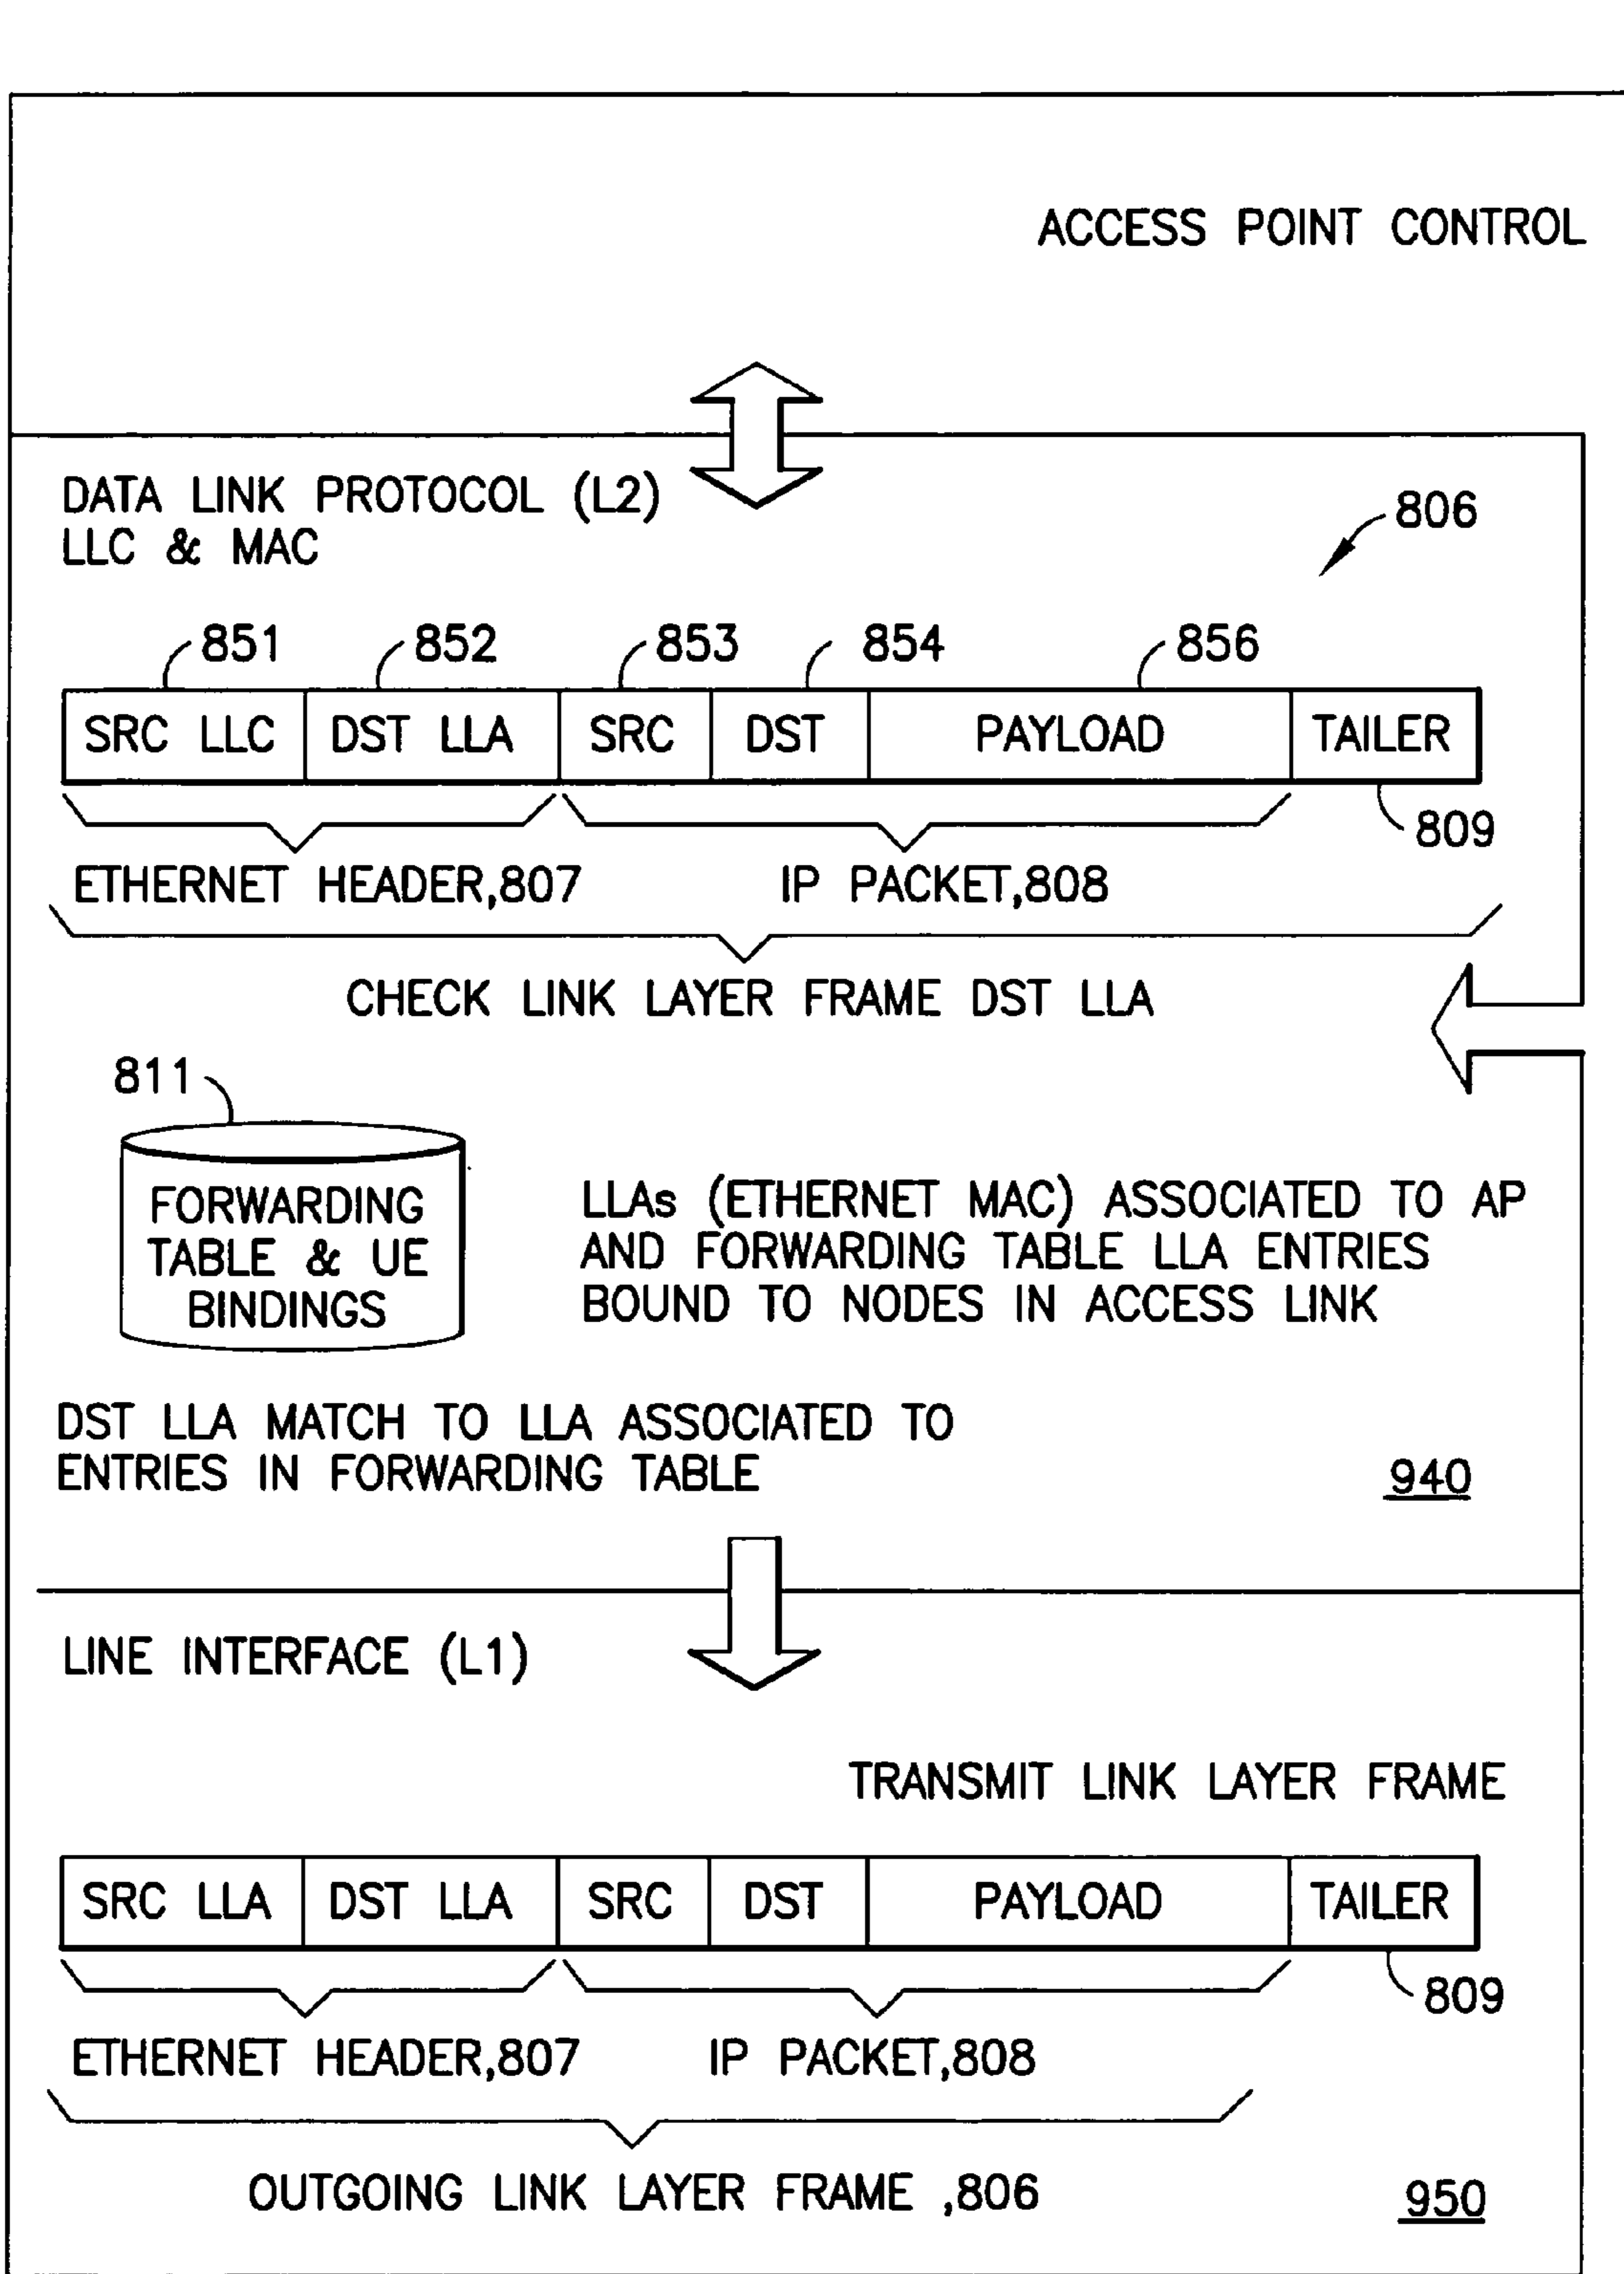 ACCESS POINT CONTROL
DATA LINK PROTOCOL (L2)
LLC & MAC
806
851 852 853 854 856
SRC LLC DST LLA SRC DST PAYLOAD TAILER
809
ETHERNET HEADER,807 IP PACKET,808
CHECK LINK LAYER FRAME DST LLA
811
FORWARDING
TABLE & UE
BINDINGS
LLAs (ETHERNET MAC) ASSOCIATED TO AP
AND FORWARDING TABLE LLA ENTRIES
BOUND TO NODES IN ACCESS LINK
DST LLA MATCH TO LLA ASSOCIATED TO
ENTRIES IN FORWARDING TABLE
940
LINE INTERFACE (L1)
TRANSMIT LINK LAYER FRAME
SRC LLA DST LLA SRC DST PAYLOAD TAILER
809
ETHERNET HEADER,807 IP PACKET,808
OUTGOING LINK LAYER FRAME ,806
950